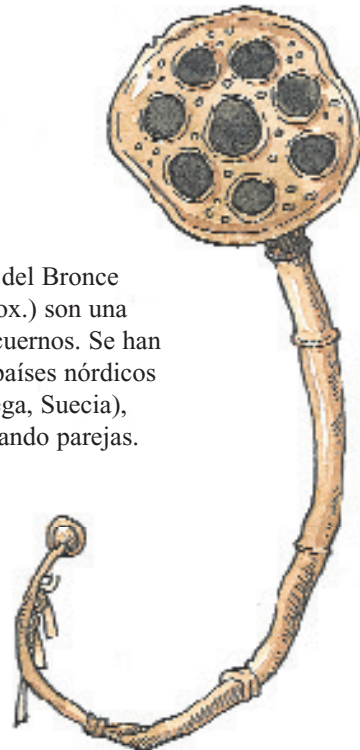 del Bronce
ox.) son una
cuernos. Se han
países nórdicos
ega, Suecia),
ando parejas.